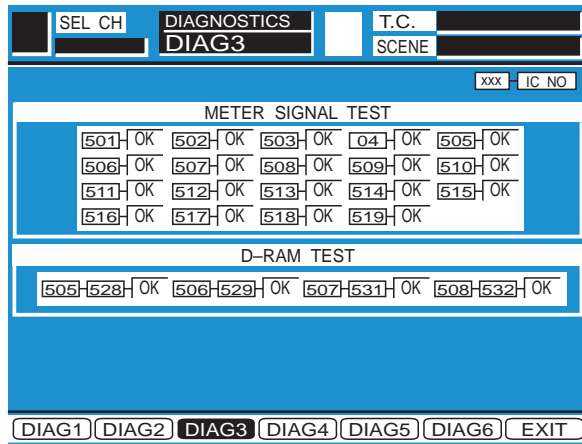 SEL CH DIAGNOSTICS T.C.
DIAG3 SCENE
xxx IC NO
METER SIGNAL TEST
501 OK 502 OK 503 OK 04 OK 505 OK
506 OK 507 OK 508 OK 509 OK 510 OK
511 OK 512 OK 513 OK 514 OK 515 OK
516 OK 517 OK 518 OK 519 OK
D–RAM TEST
505 528 OK 506 529 OK 507 531 OK 508 532 OK
DIAG1 DIAG2 DIAG3 DIAG4 DIAG5 DIAG6 EXIT